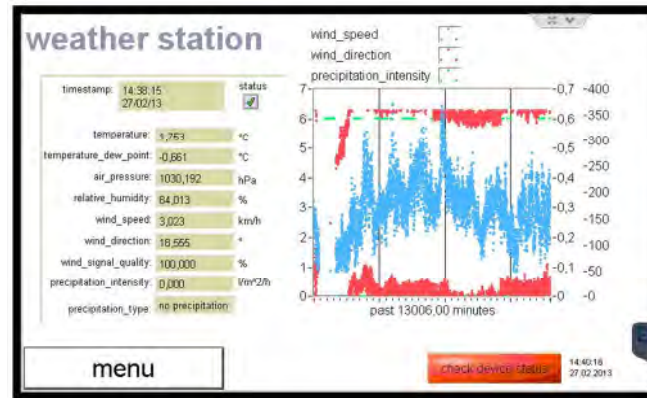 weather station
wind_speed
wind_direction
precipitation_intensity
timestamp: 14:38:15
27/02/13
status
temperature: 1,753 °C
temperature_dew_point: -0,661 °C
air_pressure: 1030,192 hPa
relative_humidity: 64,013 %
wind_speed: 3,023 km/h
wind_direction: 16,555 °
wind_signal_quality: 100,000 %
precipitation_intensity: 0,000 l/m^2/h
precipitation_type: no precipitation
7 -0,7 -400
6 -0,6 -350
5 -0,5 -300
-250
4 -0,4
3 -0,3 -200
-150
2 -0,2 -100
1 -0,1 -50
0 -0 -0
past 13006,00 minutes
menu
check device status
14:40:16
27.02.2013